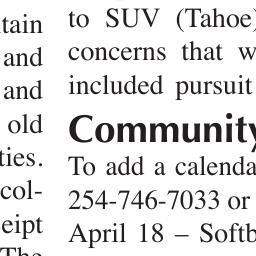 tain
and
and
old
ties.
col-
eipt
The
to SUV (Tahoe)
concerns that w
included pursuit
Community
To add a calenda
254-746-7033 or
April 18 – Softb